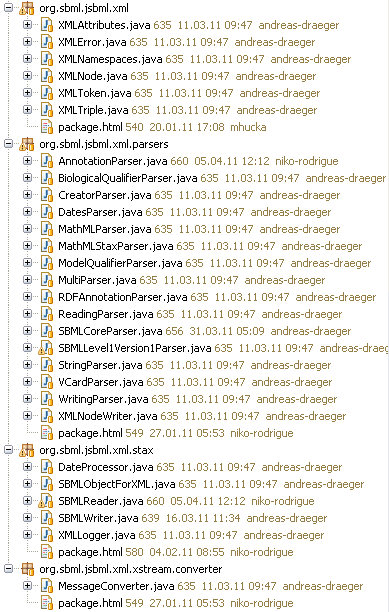 org.sbml.jsbml.xml
XMLAttributes.java 635 11.03.11 09:47 andreas-draeger
XMLError.java 635 11.03.11 09:47 andreas-draeger
XMLNamespaces.java 635 11.03.11 09:47 andreas-draeger
XMLNode.java 635 11.03.11 09:47 andreas-draeger
XMLToken.java 635 11.03.11 09:47 andreas-draeger
XMLTriple.java 635 11.03.11 09:47 andreas-draeger
package.html 540 20.01.11 17:08 mhucka
org.sbml.jsbml.xml.parsers
AnnotationParser.java 660 05.04.11 12:12 niko-rodrigue
BiologicalQualifierParser.java 635 11.03.11 09:47 andreas-draeger
CreatorParser.java 635 11.03.11 09:47 andreas-draeger
DatesParser.java 635 11.03.11 09:47 andreas-draeger
MathMLParser.java 635 11.03.11 09:47 andreas-draeger
MathMLStaxParser.java 635 11.03.11 09:47 andreas-draeger
ModelQualifierParser.java 635 11.03.11 09:47 andreas-draeger
MultiParser.java 635 11.03.11 09:47 andreas-draeger
RDFAnnotationParser.java 635 11.03.11 09:47 andreas-draeger
ReadingParser.java 635 11.03.11 09:47 andreas-draeger
SBMLCoreParser.java 656 31.03.11 05:09 andreas-draeger
SBMLLevel1Version1Parser.java 635 11.03.11 09:47 andreas-draeg
StringParser.java 635 11.03.11 09:47 andreas-draeger
VCardParser.java 635 11.03.11 09:47 andreas-draeger
WritingParser.java 635 11.03.11 09:47 andreas-draeger
XMLNodeWriter.java 635 11.03.11 09:47 andreas-draeger
package.html 549 27.01.11 05:53 niko-rodrigue
org.sbml.jsbml.xml.stax
DateProcessor.java 635 11.03.11 09:47 andreas-draeger
SBMLObjectForXML.java 635 11.03.11 09:47 andreas-draeger
SBMLReader.java 660 05.04.11 12:12 niko-rodrigue
SBMLWriter.java 639 16.03.11 11:34 andreas-draeger
XMLLogger.java 635 11.03.11 09:47 andreas-draeger
package.html 580 04.02.11 08:55 niko-rodrigue
org.sbml.jsbml.xml.xstream.converter
MessageConverter.java 635 11.03.11 09:47 andreas-draeger
package.html 549 27.01.11 05:53 niko-rodrigue